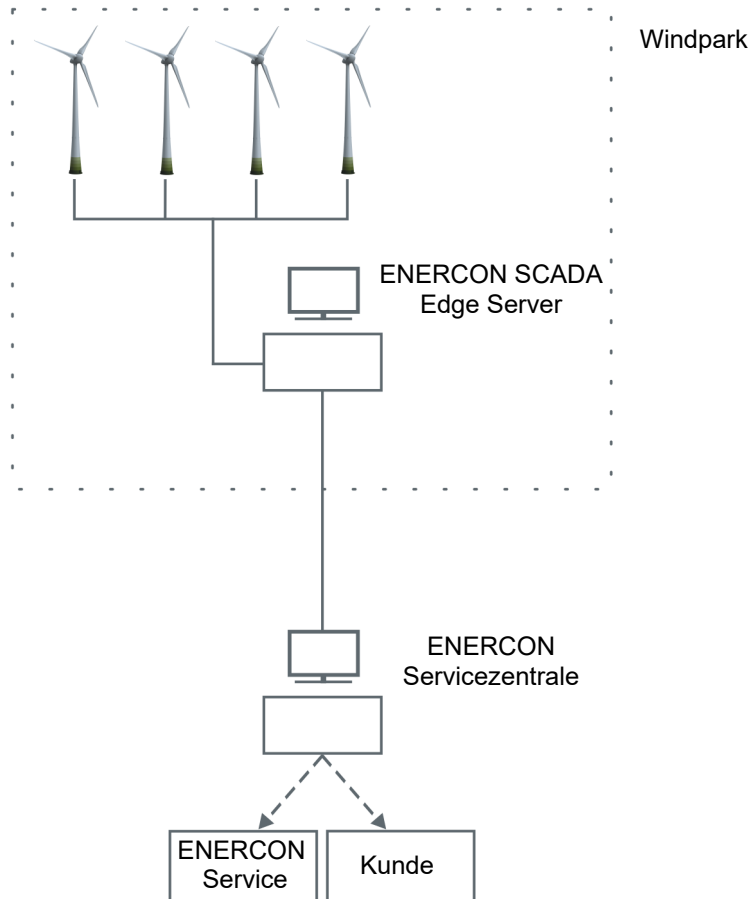 Windpark
ENERCON SCADA
Edge Server
ENERCON
Servicezentrale
ENERCON
Service
Kunde